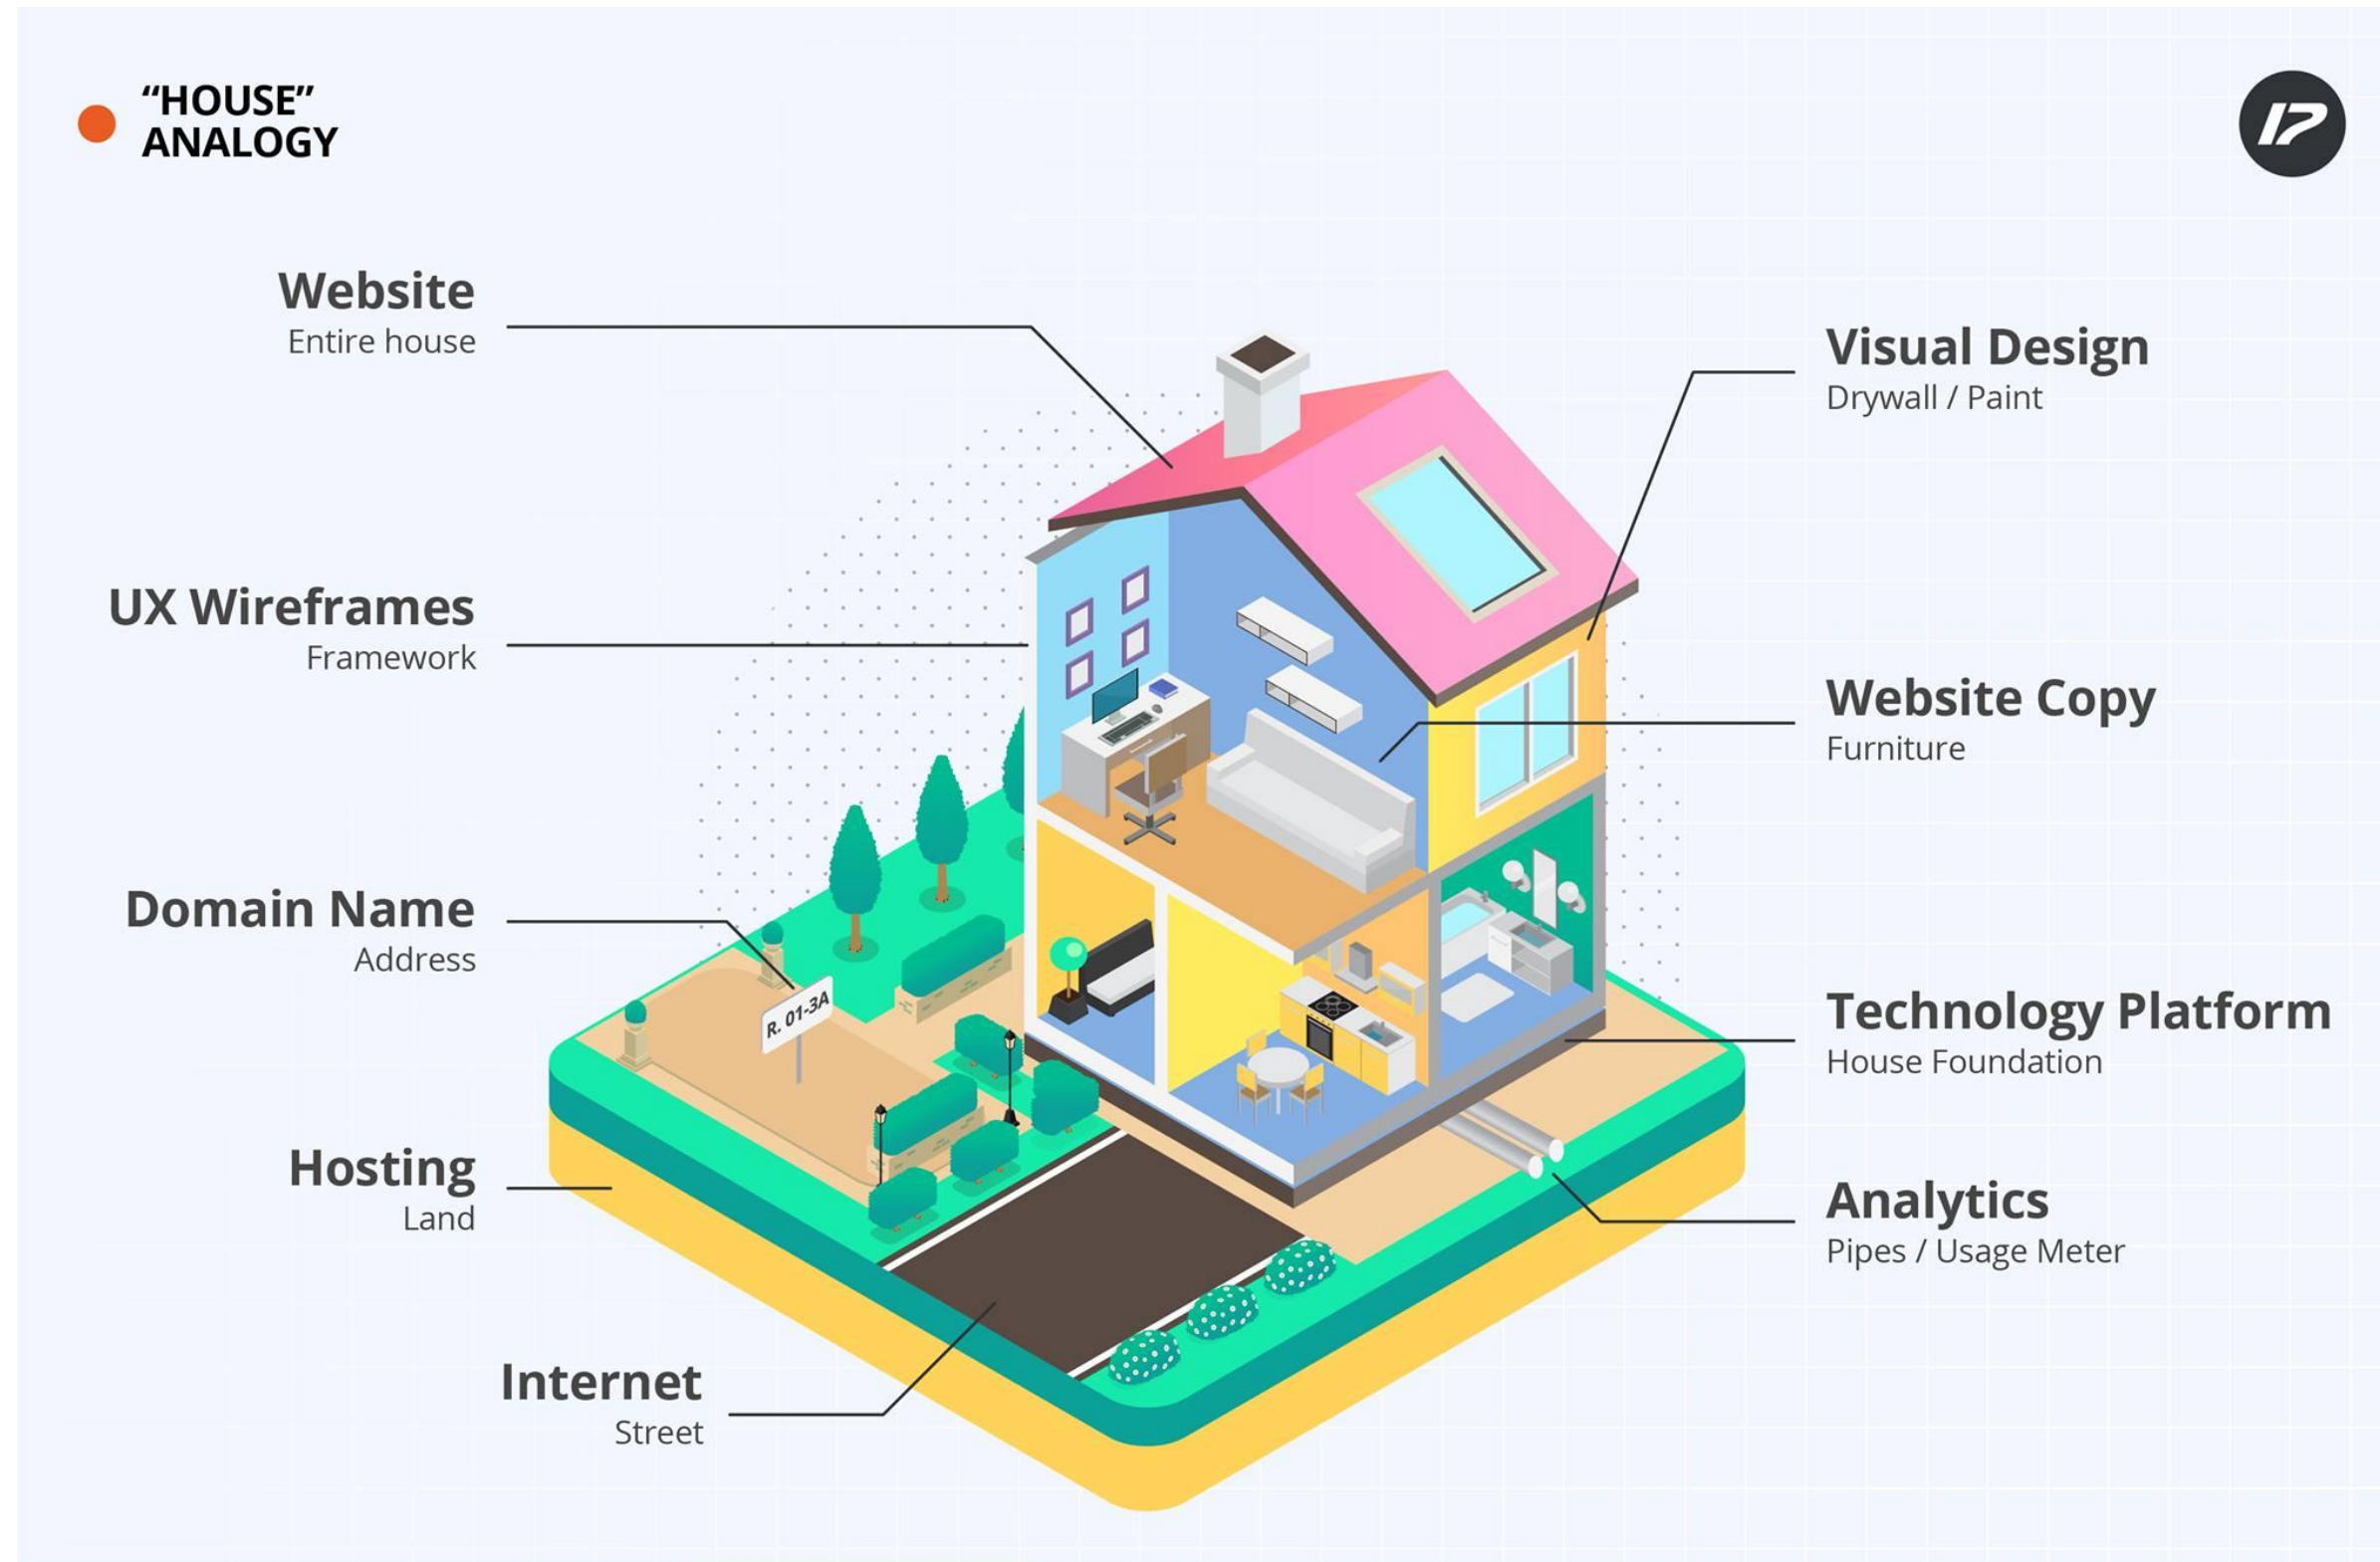 “HOUSE”
ANALOGY
Website
Entire house
UX Wireframes
Framework
Domain Name
Address
Hosting
Land
Internet
Street
R. 01-3A
Visual Design
Drywall / Paint
Website Copy
Furniture
Technology Platform
House Foundation
Analytics
Pipes / Usage Meter